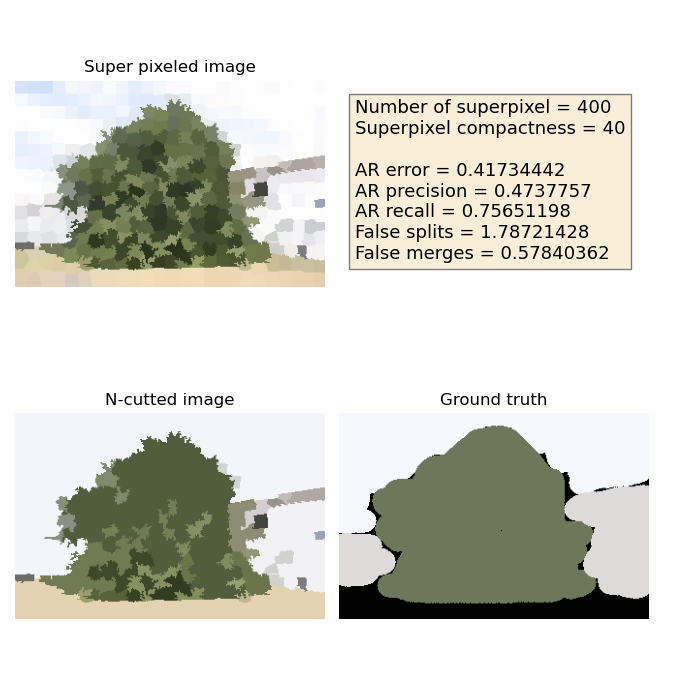 Super pixeled image
Number of superpixel = 400
Superpixel compactness = 40
AR error = 0.41734442
AR precision = 0.4737757
AR recall = 0.75651198
False splits = 1.78721428
False merges = 0.57840362
N-cutted image
Ground truth